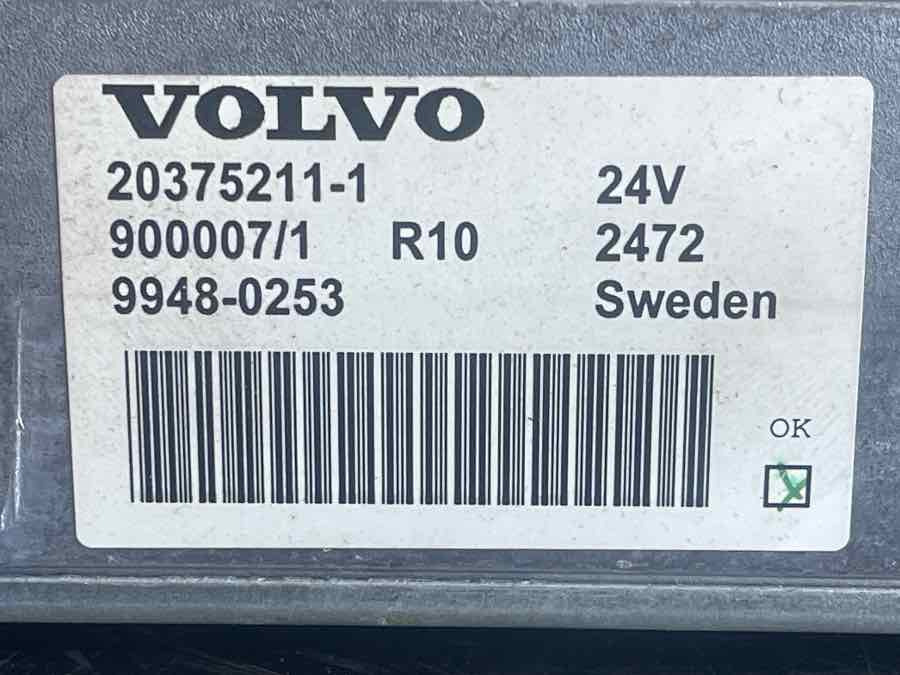 VOLVO
20375211-1 24V
900007/1 R10 2472
9948-0253 Sweden
OK